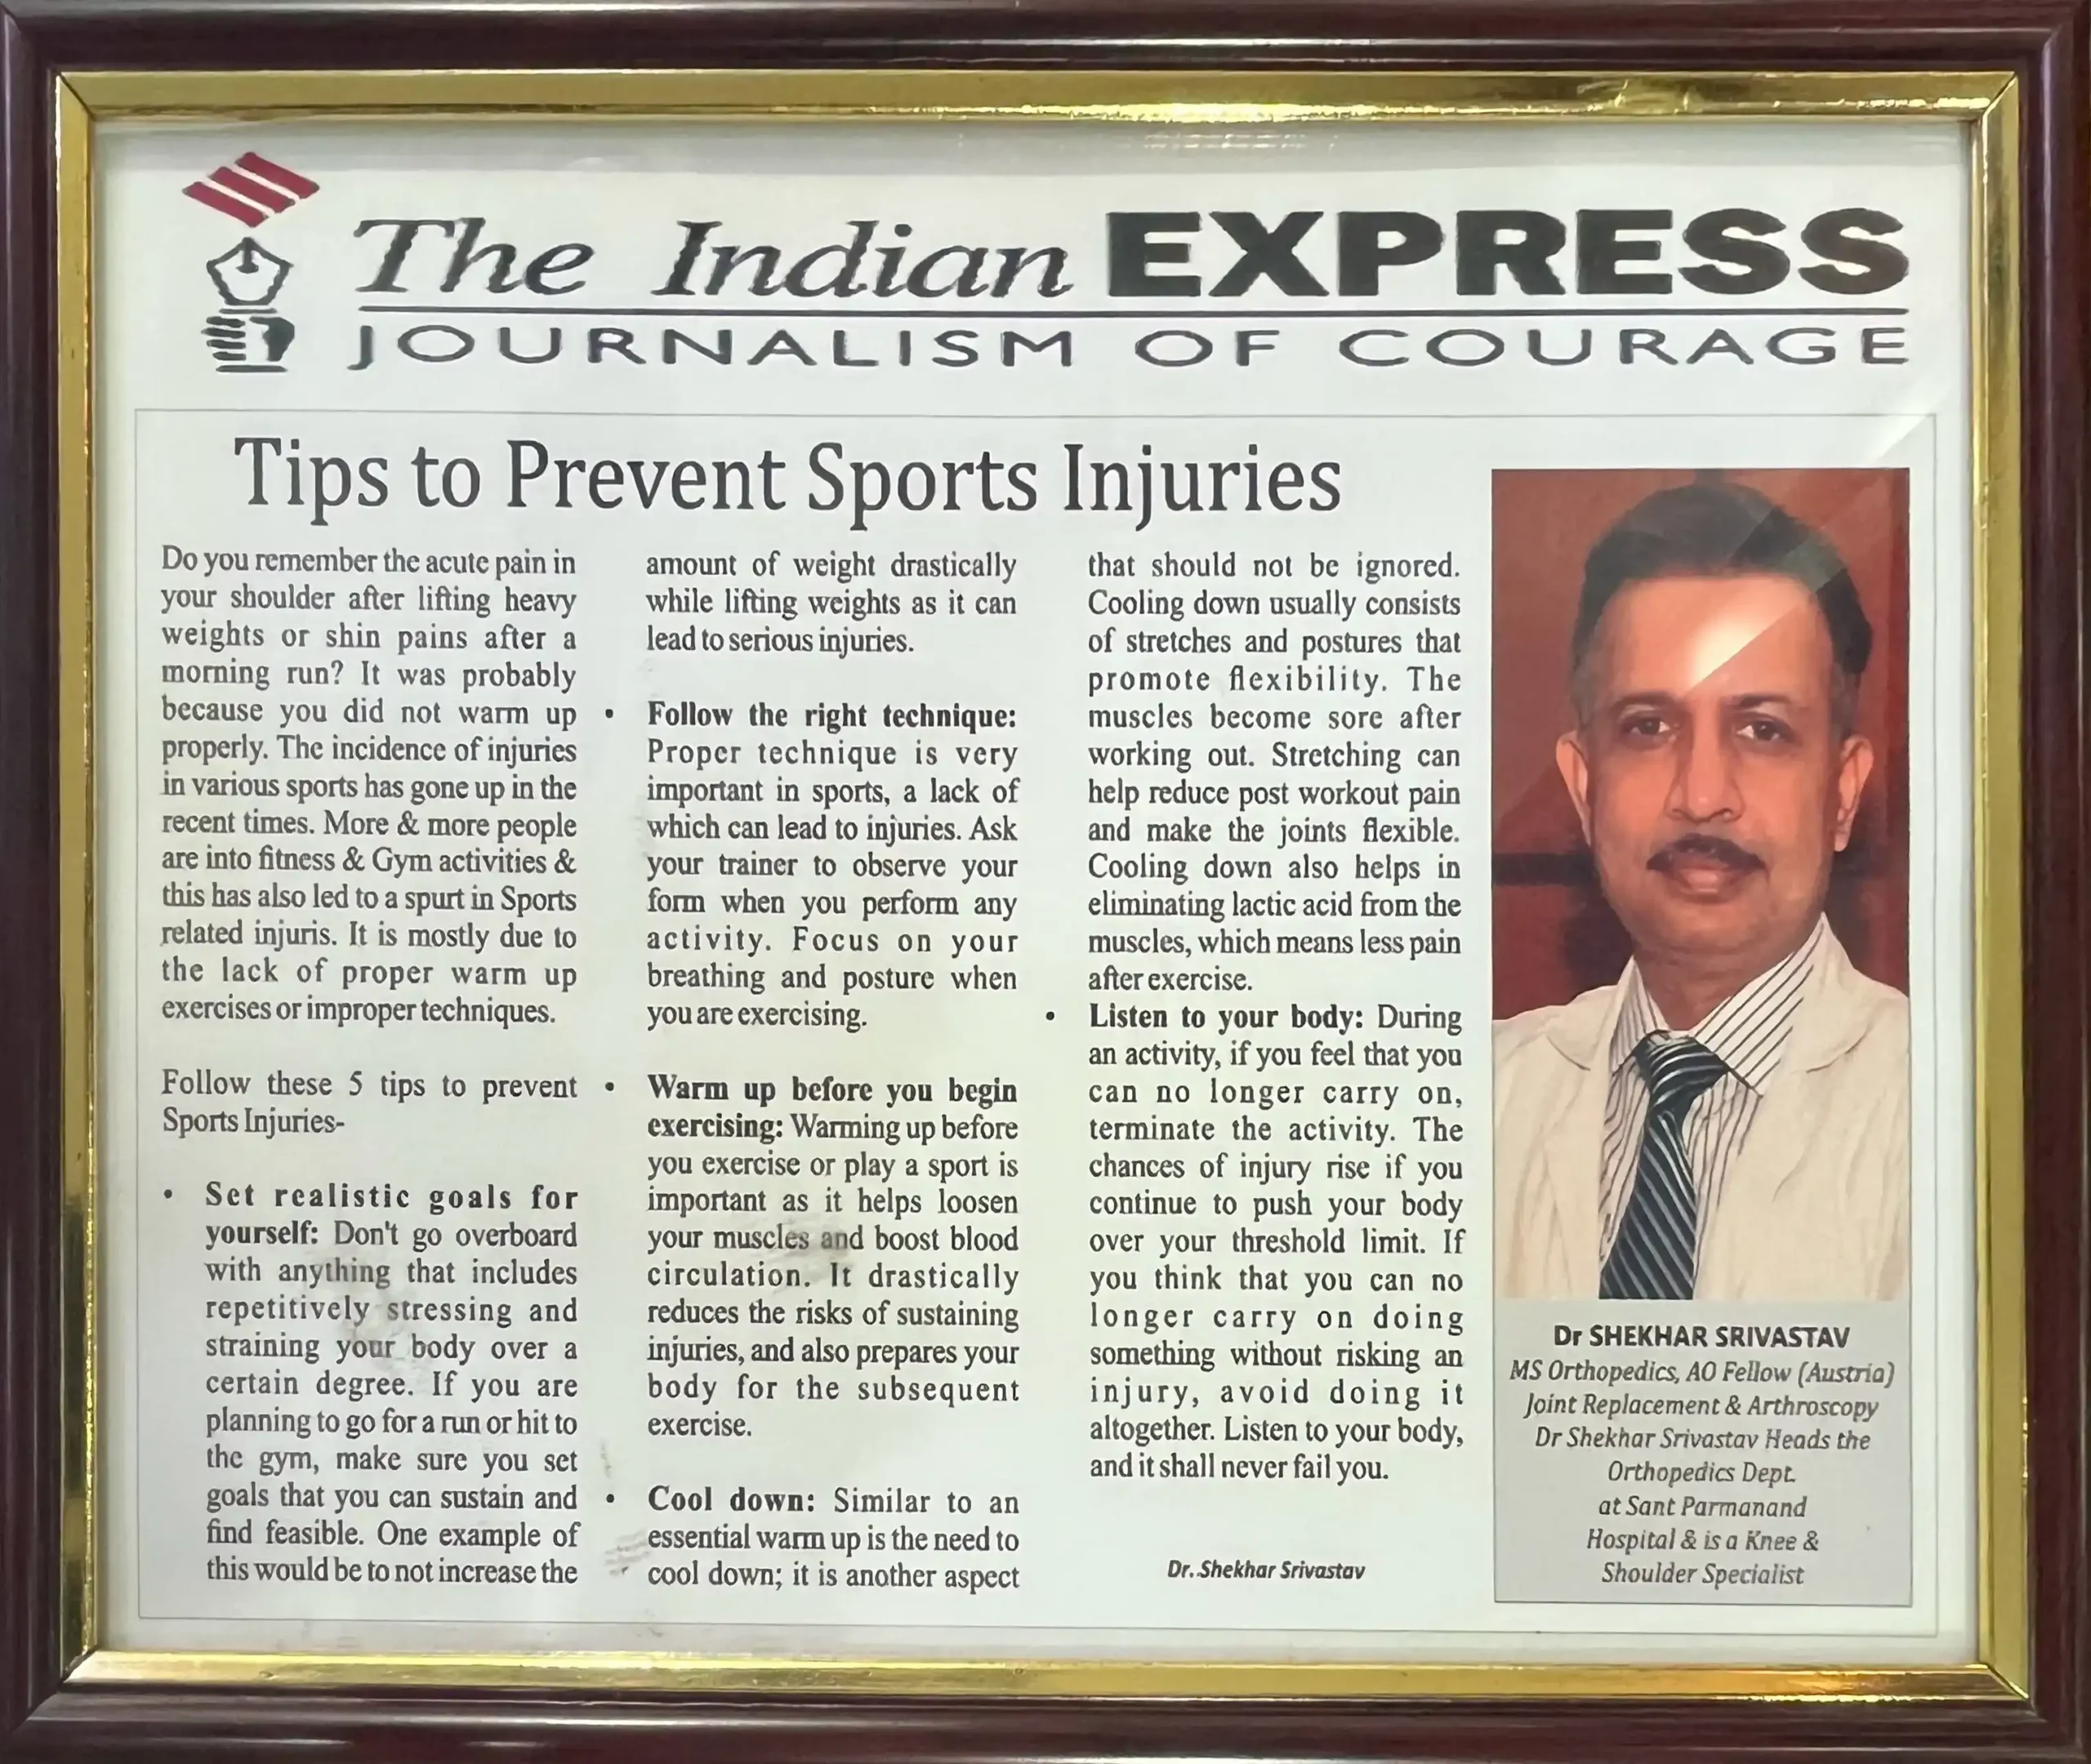 The Indian EXPRESS
JOURNALISM OF COURAGE
Tips to Prevent Sports Injuries
Do you remember the acute pain in
your shoulder after lifting heavy
weights or shin pains after a
morning run? It was probably
because you did not warm up
properly. The incidence of injuries
in various sports has gone up in the
recent times. More & more people
are into fitness & Gym activities &
this has also led to a spurt in Sports
related injuris. It is mostly due to
the lack of proper warm up
exercises or improper techniques.
Follow these 5 tips to prevent
Sports Injuries-
• Set realistic goals for
yourself: Don't go overboard
with anything that includes
repetitively stressing and
straining your body over a
certain degree. If you are
planning to go for a run or hit to
the gym, make sure you set
goals that you can sustain and
find feasible. One example of
this would be to not increase the
amount of weight drastically
while lifting weights as it can
lead to serious injuries.
• Follow the right technique:
Proper technique is very
important in sports, a lack of
which can lead to injuries. Ask
your trainer to observe your
form when you perform any
activity. Focus on your
breathing and posture when
you are exercising.
• Warm up before you begin
exercising: Warming up before
you exercise or play a sport is
important as it helps loosen
your muscles and boost blood
circulation. It drastically
reduces the risks of sustaining
injuries, and also prepares your
body for the subsequent
exercise.
• Cool down: Similar to an
essential warm up is the need to
cool down; it is another aspect
that should not be ignored.
Cooling down usually consists
of stretches and postures that
promote flexibility. The
muscles become sore after
working out. Stretching can
help reduce post workout pain
and make the joints flexible.
Cooling down also helps in
eliminating lactic acid from the
muscles, which means less pain
after exercise.
• Listen to your body: During
an activity, if you feel that you
can no longer carry on,
terminate the activity. The
chances of injury rise if you
continue to push your body
over your threshold limit. If
you think that you can no
longer carry on doing
something without risking an
injury, avoid doing it
altogether. Listen to your body,
and it shall never fail you.
Dr. Shekhar Srivastav
Dr SHEKHAR SRIVASTAV
MS Orthopedics, AO Fellow (Austria)
Joint Replacement & Arthroscopy
Dr Shekhar Srivastav Heads the
Orthopedics Dept.
at Sant Parmanand
Hospital & is a Knee &
Shoulder Specialist